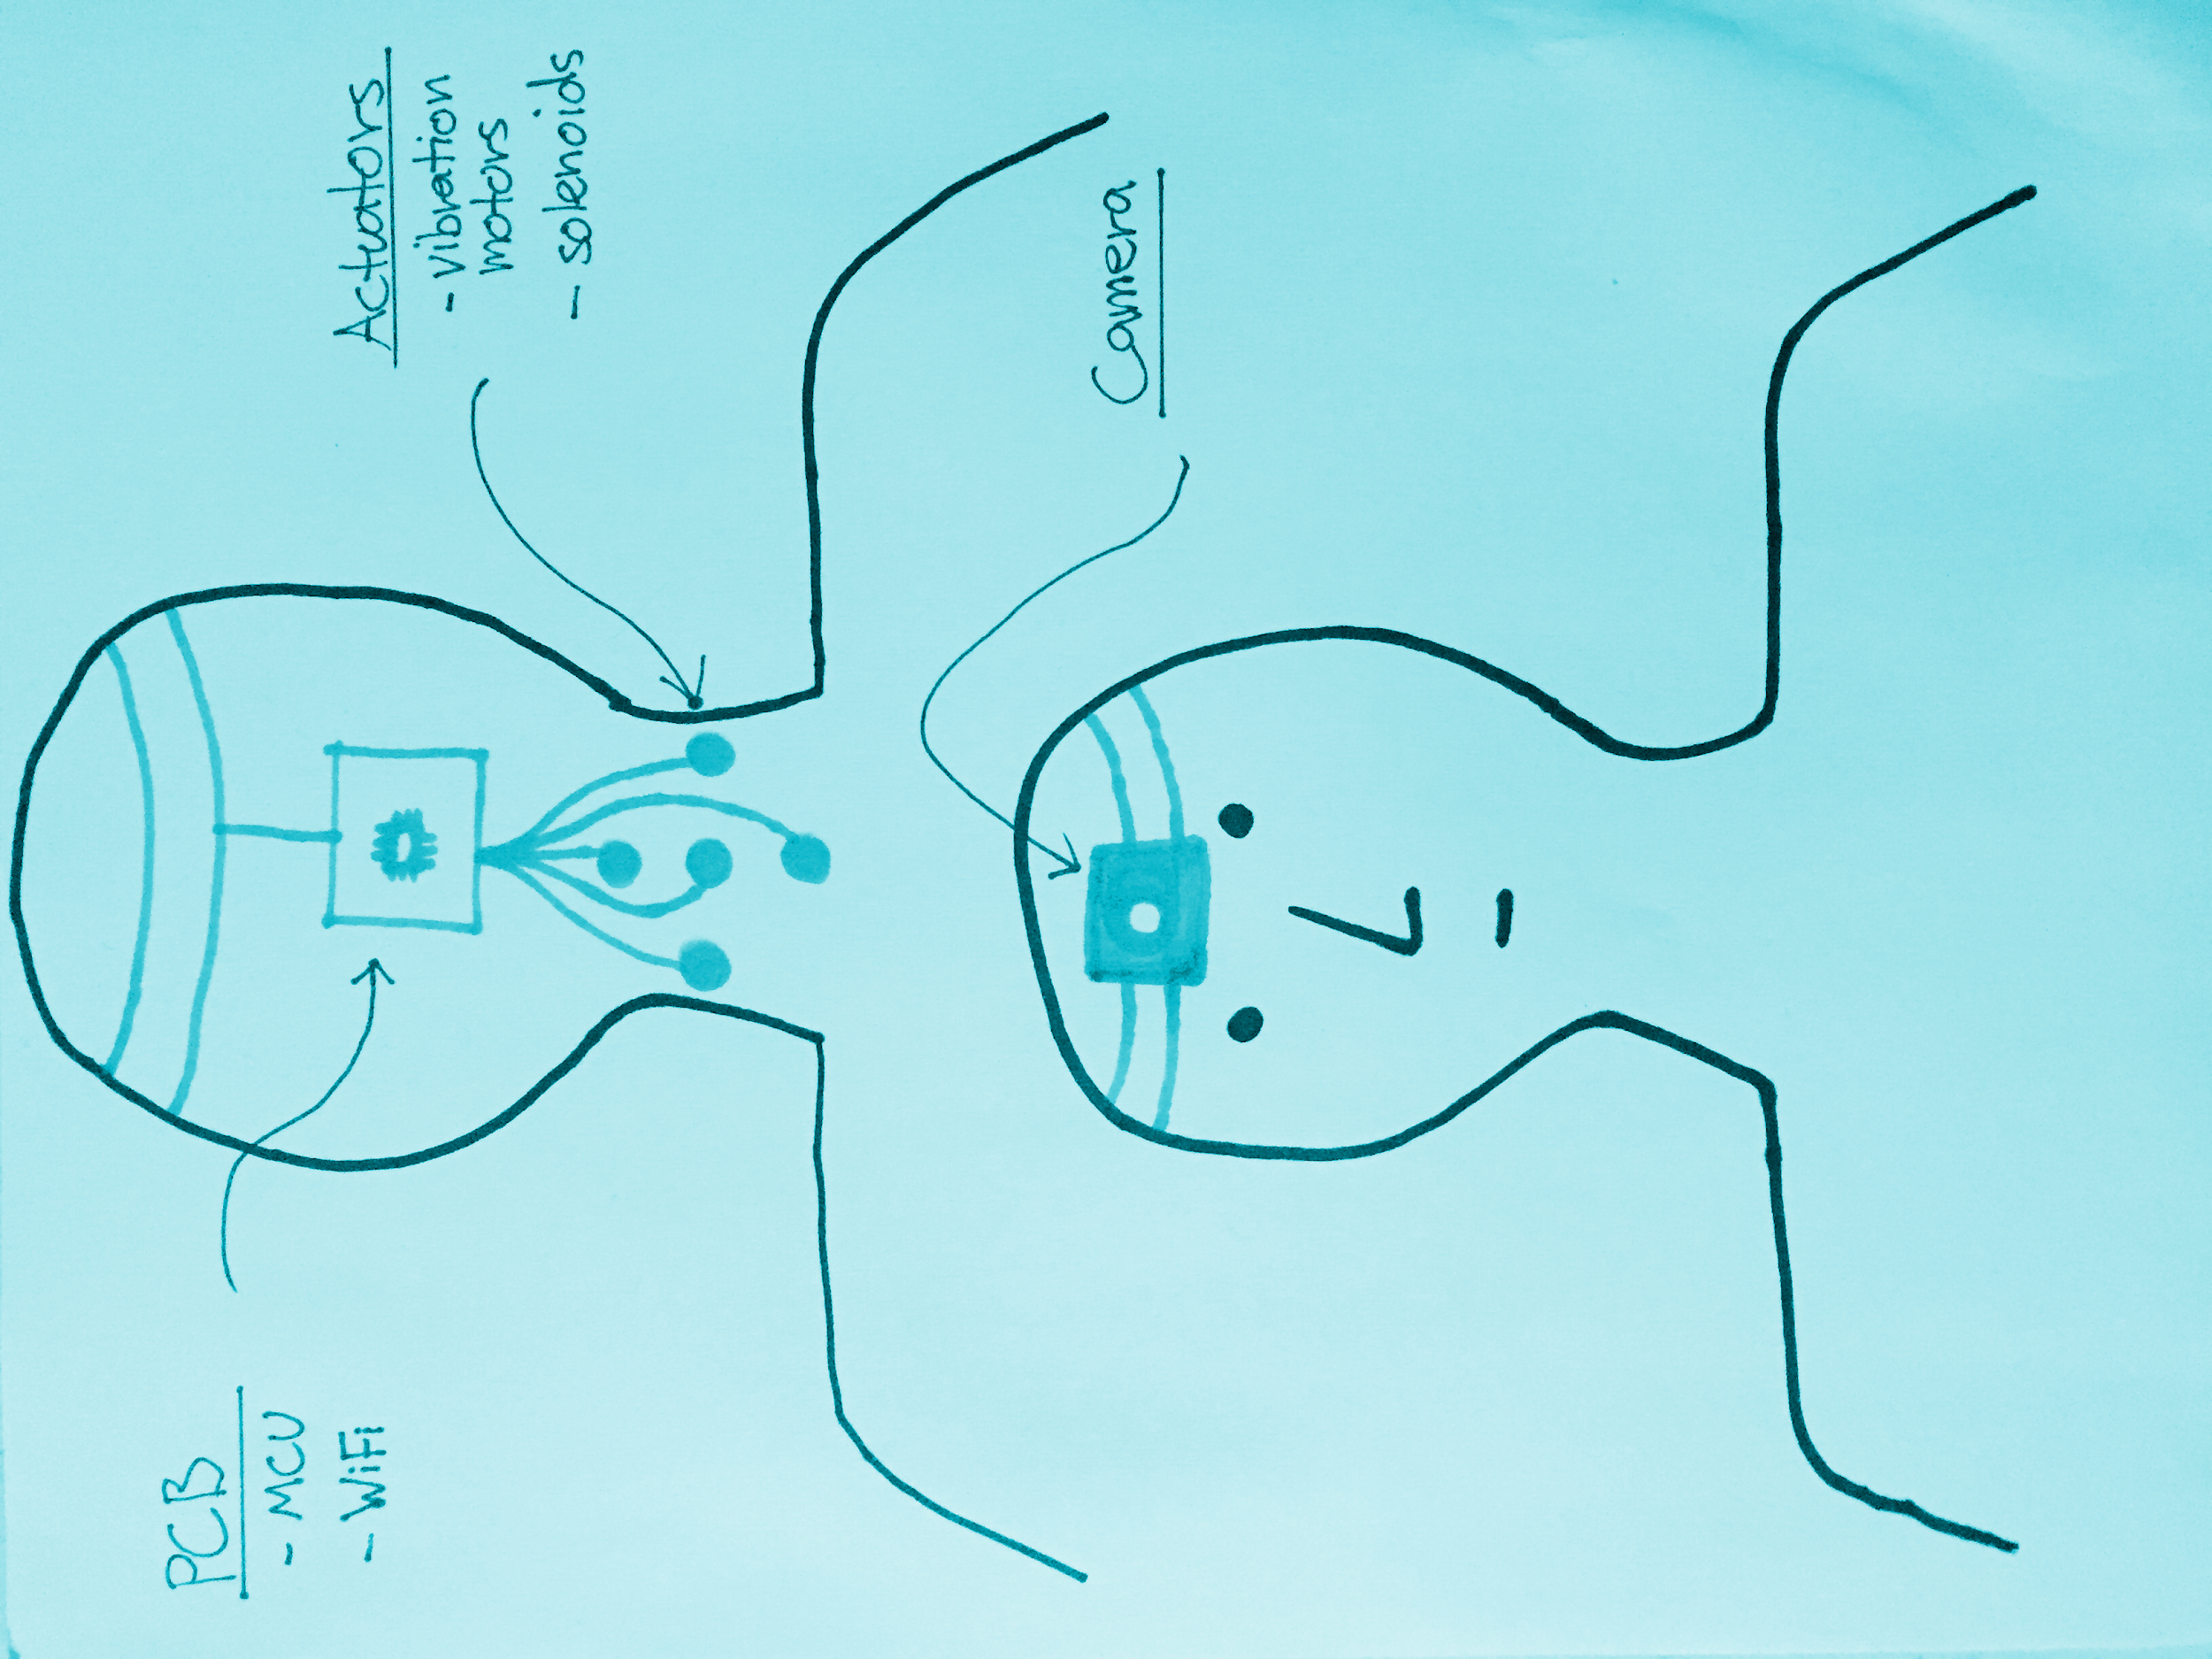 PCB
- MCU
- WiFi
Actuators
- vibration
motors
- solenoids
Camera